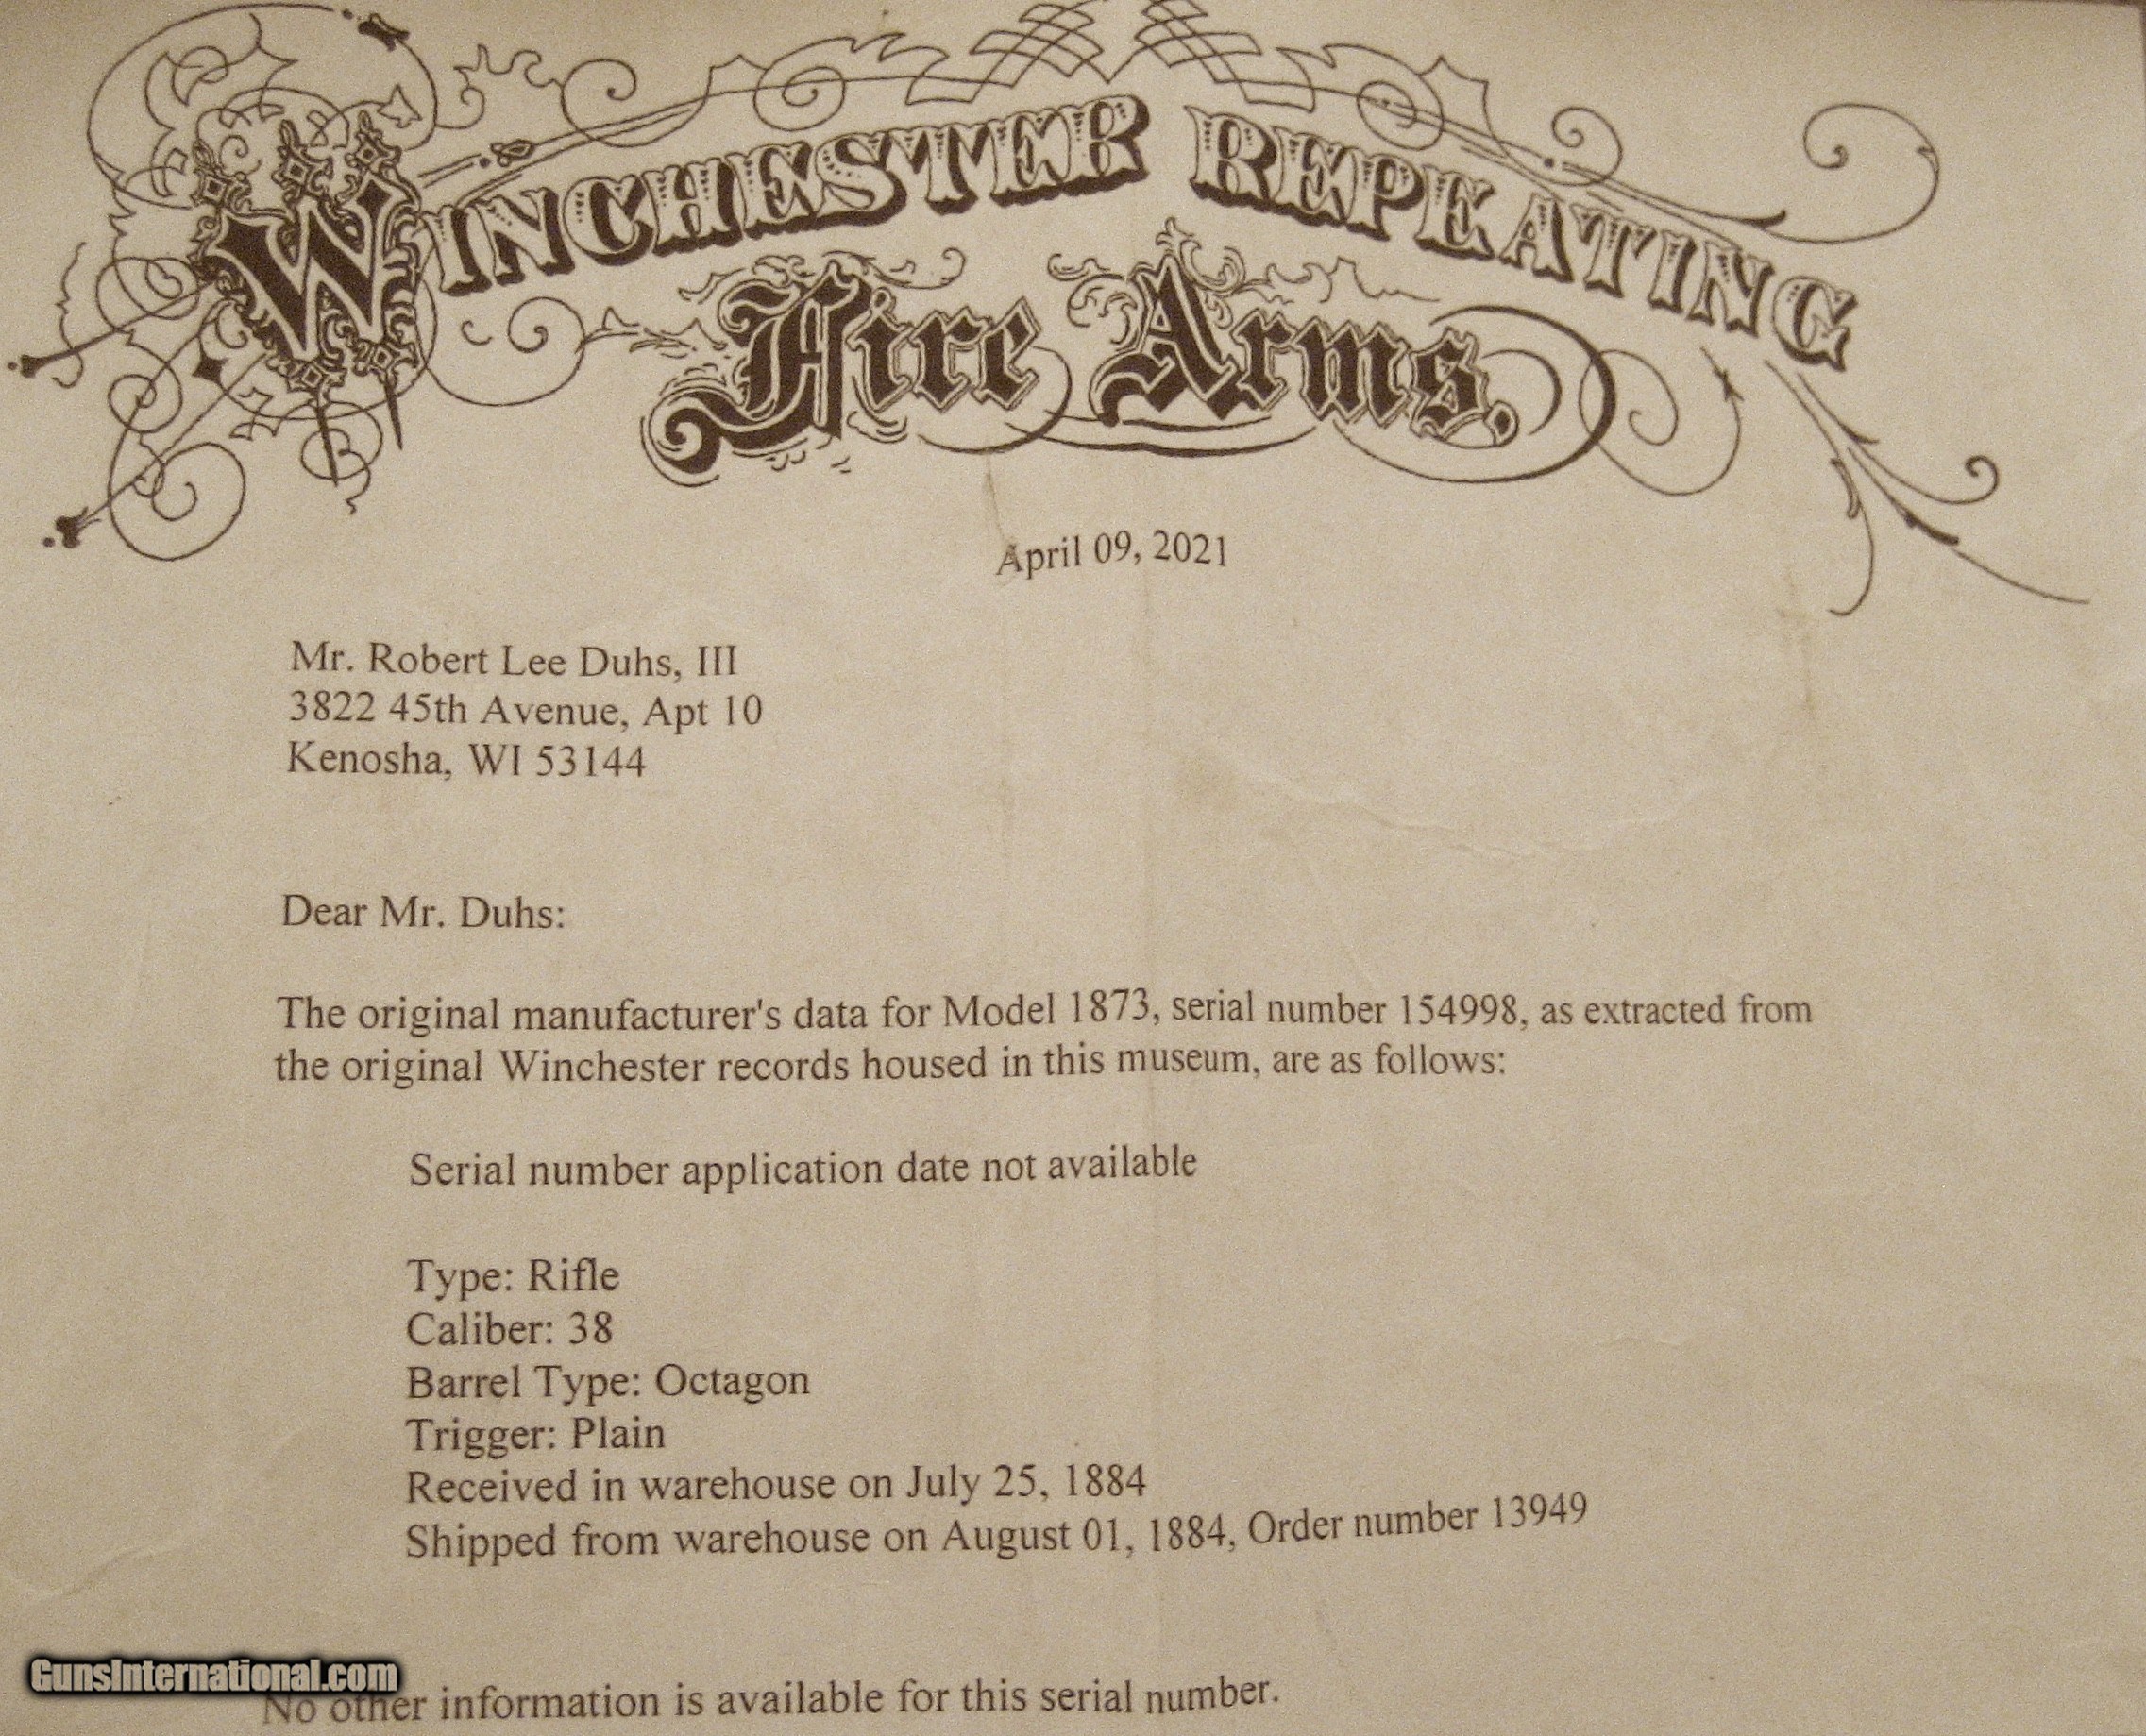 WINCHESTER REPEATING
Fire Arms.
April 09, 2021
Mr. Robert Lee Duhs, III
3822 45th Avenue, Apt 10
Kenosha, WI 53144
Dear Mr. Duhs:
The original manufacturer's data for Model 1873, serial number 154998, as extracted from
the original Winchester records housed in this museum, are as follows:
Serial number application date not available
Type: Rifle
Caliber: 38
Barrel Type: Octagon
Trigger: Plain
Received in warehouse on July 25, 1884
Shipped from warehouse on August 01, 1884, Order number 13949
GunsInternational.com
No other information is available for this serial number.